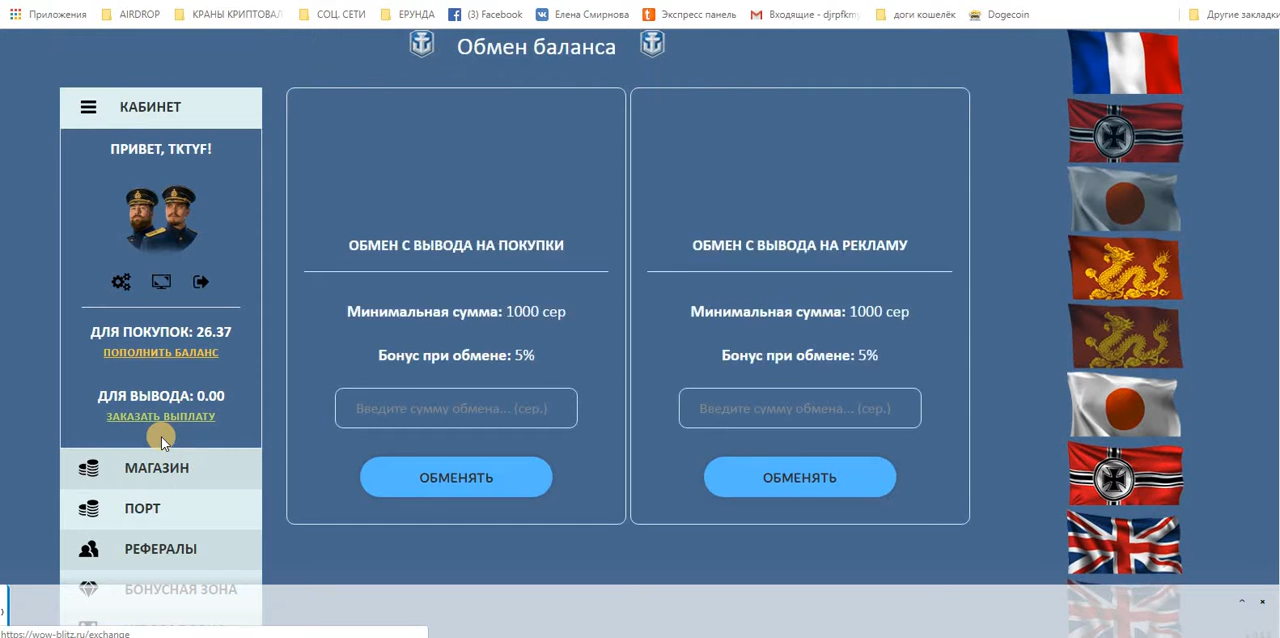 Приложения AIRDROP КРАНЫ КРИПТОВАЛ СОЦ. СЕТИ ЕРУНДА (3) Facebook Елена Смирнова Экспресс панель Входящие - djrpfkmy доги кошелёк Dogecoin Другие закладки
Обмен баланса
КАБИНЕТ
ПРИВЕТ, TKTYF!
ДЛЯ ПОКУПОК: 26.37
ПОПОЛНИТЬ БАЛАНС
ДЛЯ ВЫВОДА: 0.00
ЗАКАЗАТЬ ВЫПЛАТУ
МАГАЗИН
ПОРТ
РЕФЕРАЛЫ
БОНУСНАЯ ЗОНА
ОБМЕН С ВЫВОДА НА ПОКУПКИ
Минимальная сумма: 1000 сер
Бонус при обмене: 5%
Введите сумму обмена... (сер.)
ОБМЕНЯТЬ
ОБМЕН С ВЫВОДА НА РЕКЛАМУ
Минимальная сумма: 1000 сер
Бонус при обмене: 5%
Введите сумму обмена... (сер.)
ОБМЕНЯТЬ
https://wow-blitz.ru/exchange